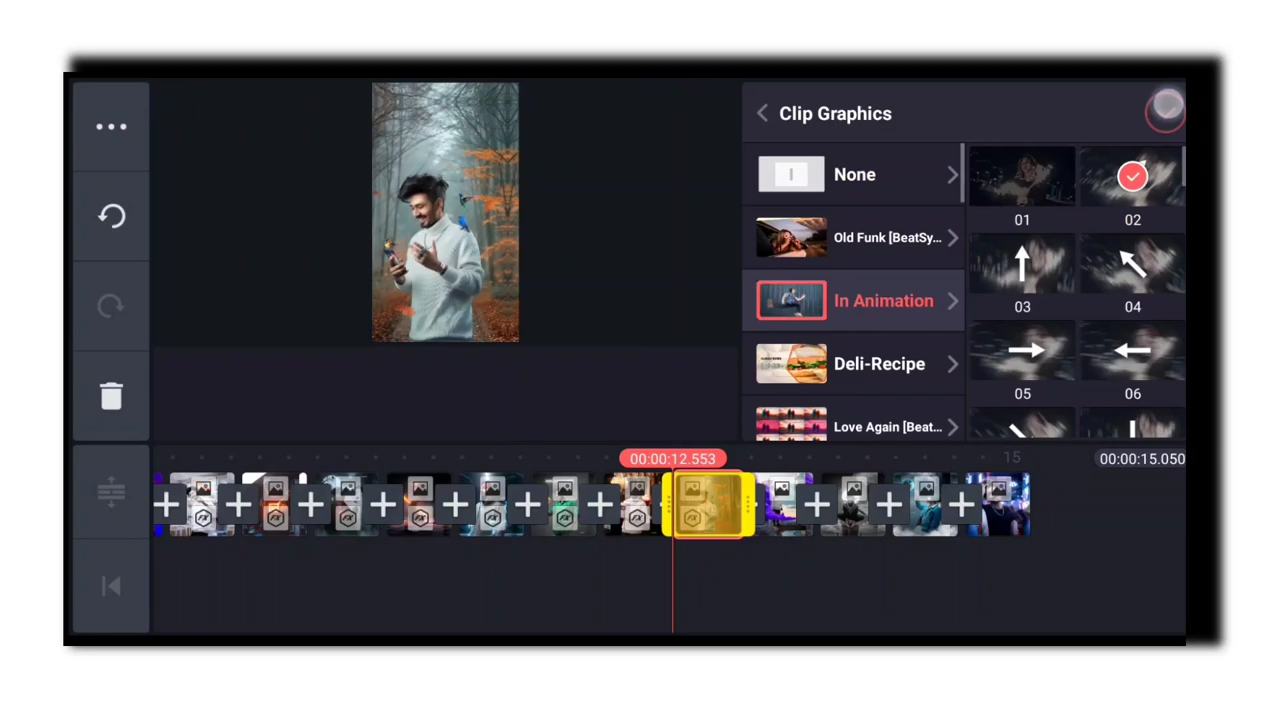 Clip Graphics
None
Old Funk [BeatSy...
In Animation
Deli-Recipe
Love Again [Beat...
01
02
03
04
05
06
00:00:12.553
15
00:00:15.050